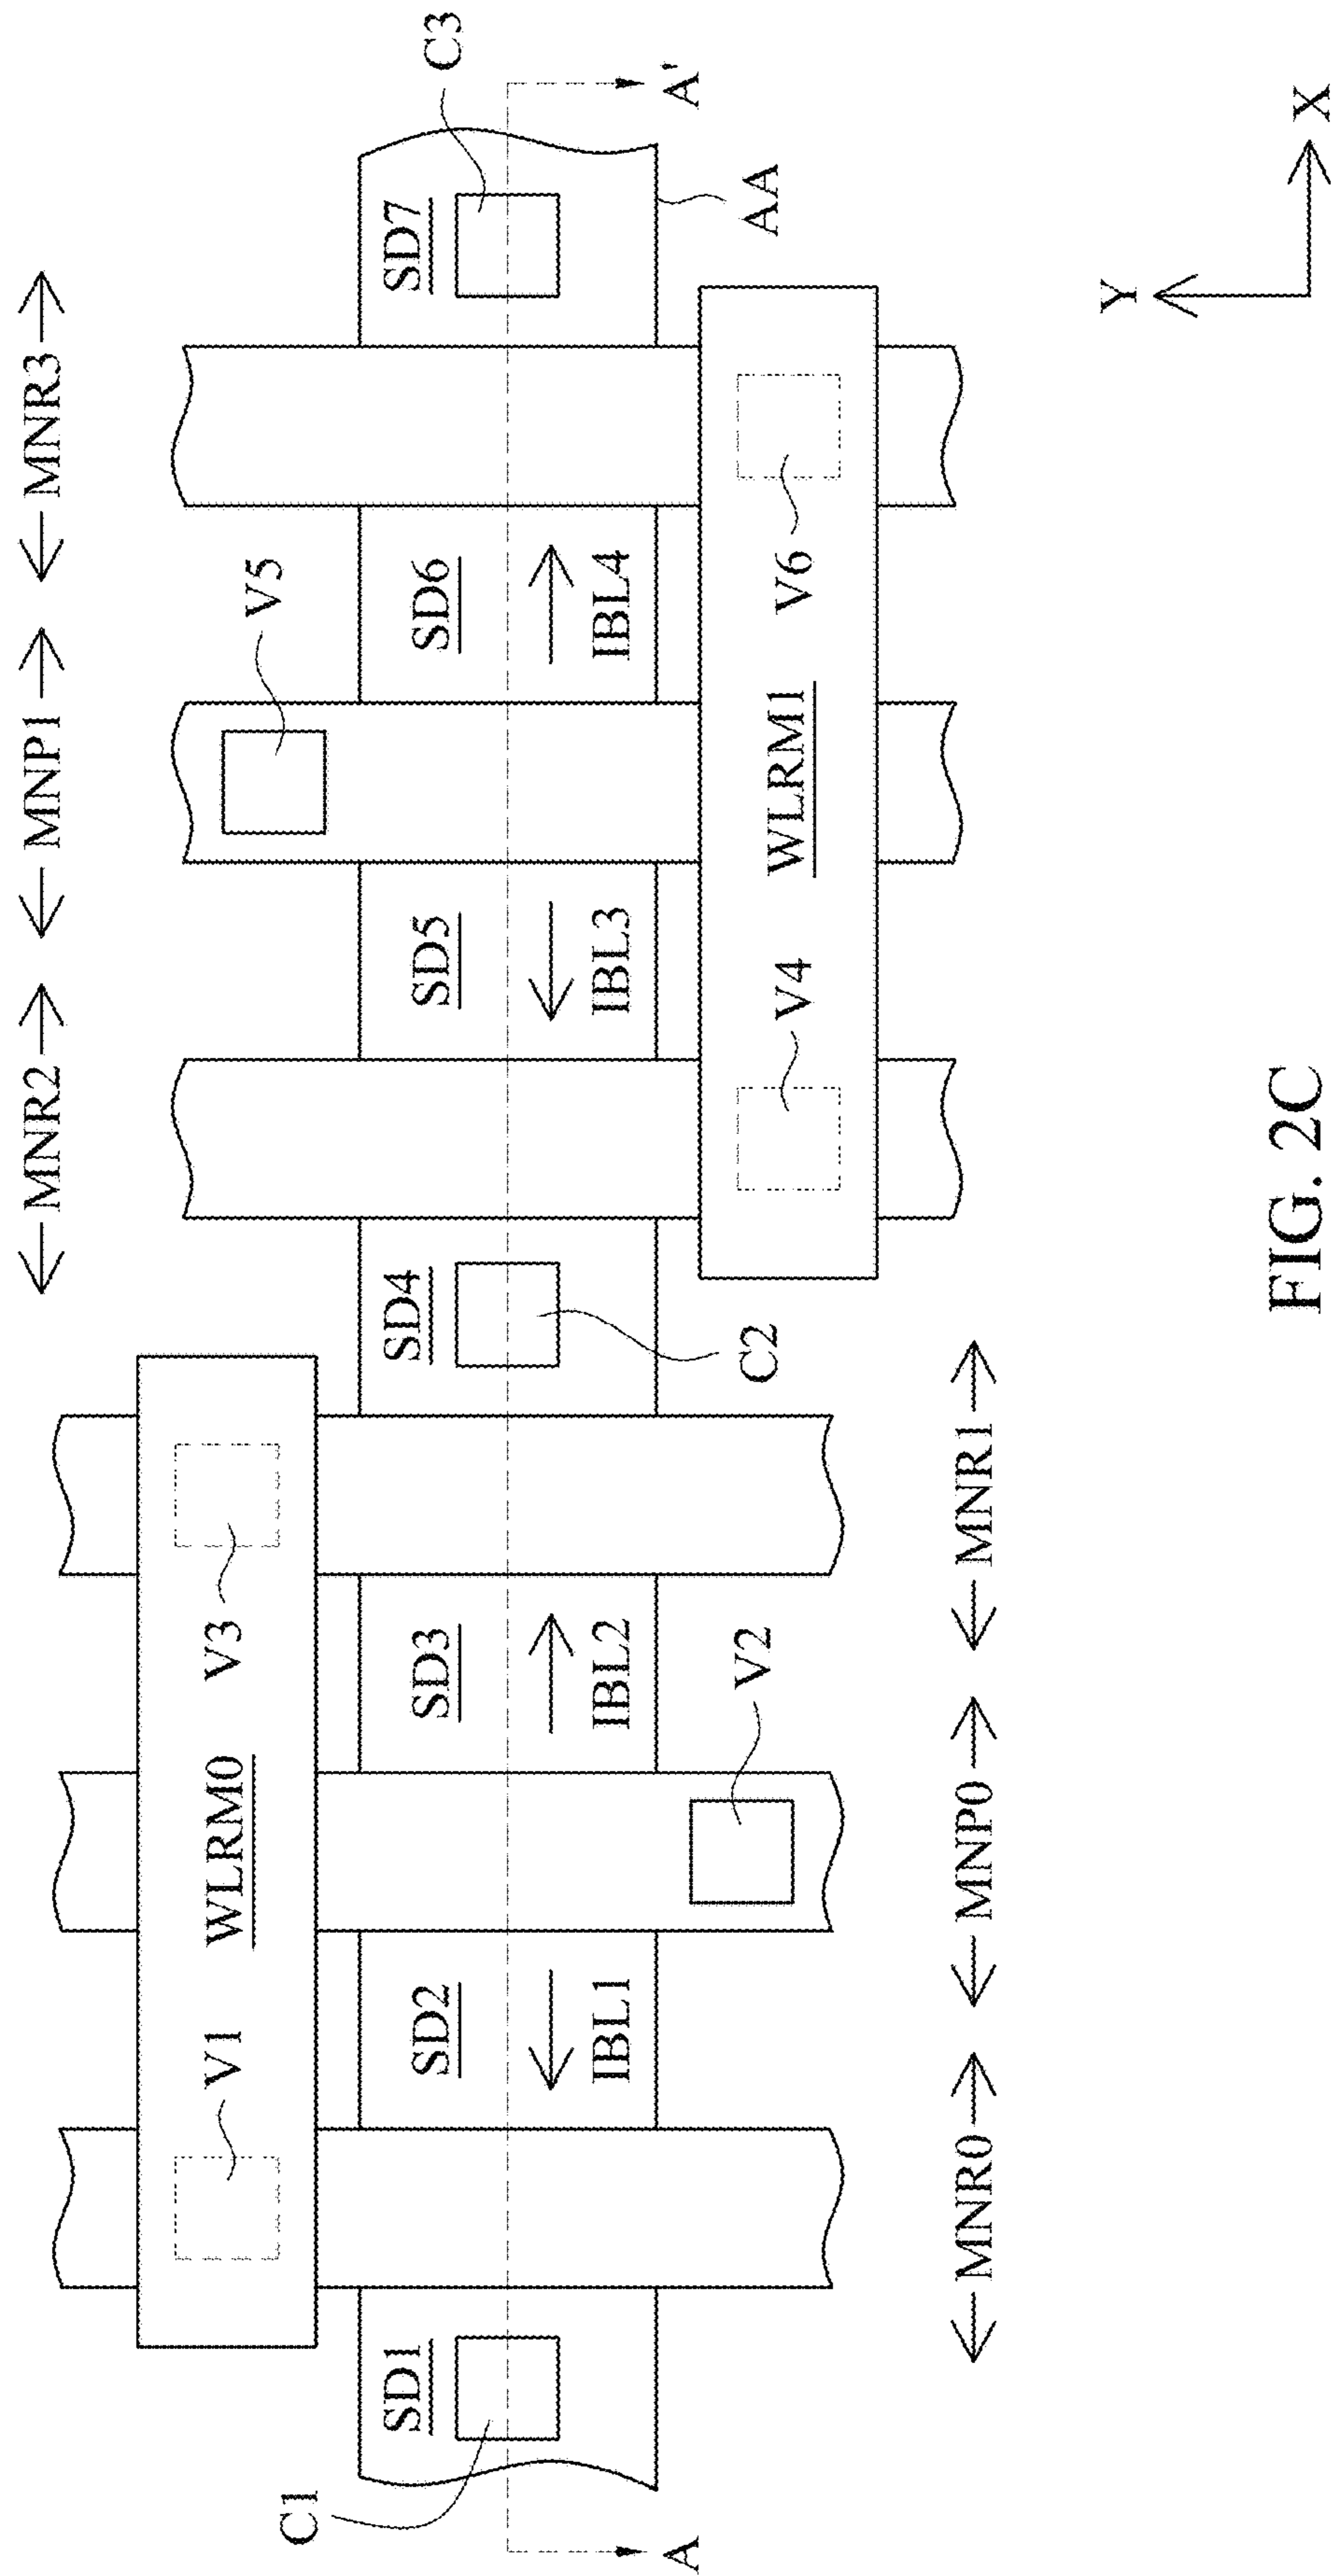 MNR2 MNP1 MNR3
C3
V5
V1 WLRM0 V3
SD1 SD4 SD7
SD2 SD3 SD5 SD6
C1
IBL1 IBL2 IBL3 IBL4
A A'
V2 C2 AA
V4 WLRM1 V6
MNR0 MNP0 MNR1
Y
X
FIG. 2C